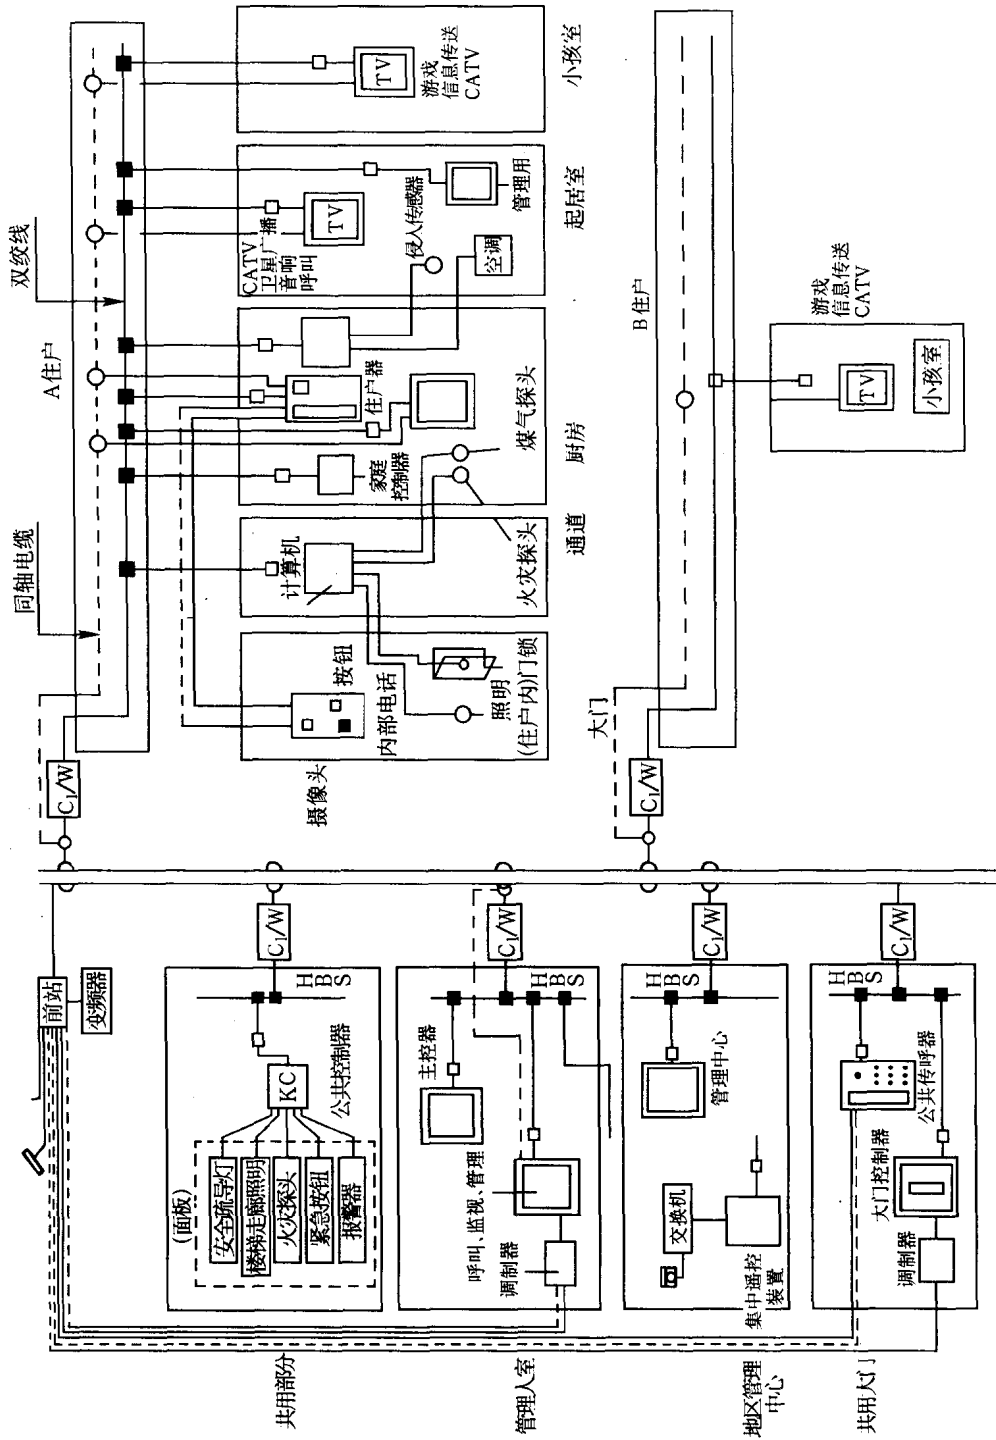 共用部份
(面板)
安全疏导灯
楼梯走廊照明
火灾探头
紧急按钮
报警器
KC
公共控制器
HBS
C₁/W
前站
变频器
管理人室
呼叫、监视、管理
调制器
主控器
HBS
C₁/W
地区管理
中心
集中遥控
装置
交换机
管理中心
HBS
C₁/W
共用大门
调制器
大门控制器
公共传呼器
HBS
C₁/W
C₁/W
同轴电缆
A住户
双绞线
摄像头
按钮
内部电话
照明
(住户内)门锁
计算机
火灾探头
通道
家庭
控制器
住户器
煤气探头
厨房
CATV
卫星广播
音响
呼叫
TV
侵入传感器
空调
管理用
起居室
TV
游戏
信息传送
CATV
小孩室
C₁/W
大门
B住户
TV
游戏
信息传送
CATV
小孩室